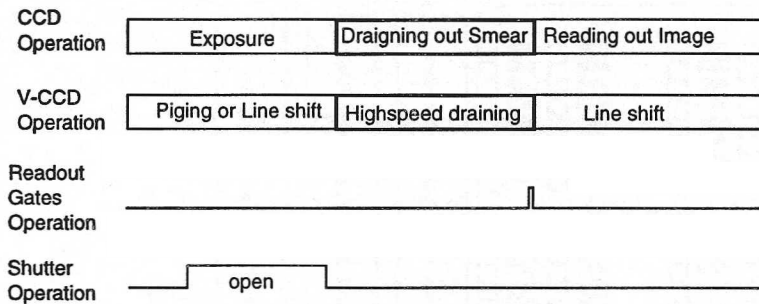 CCD
Operation
Exposure
Draigning out Smear
Reading out Image
V-CCD
Operation
Piging or Line shift
Highspeed draining
Line shift
Readout
Gates
Operation
Shutter
Operation
open